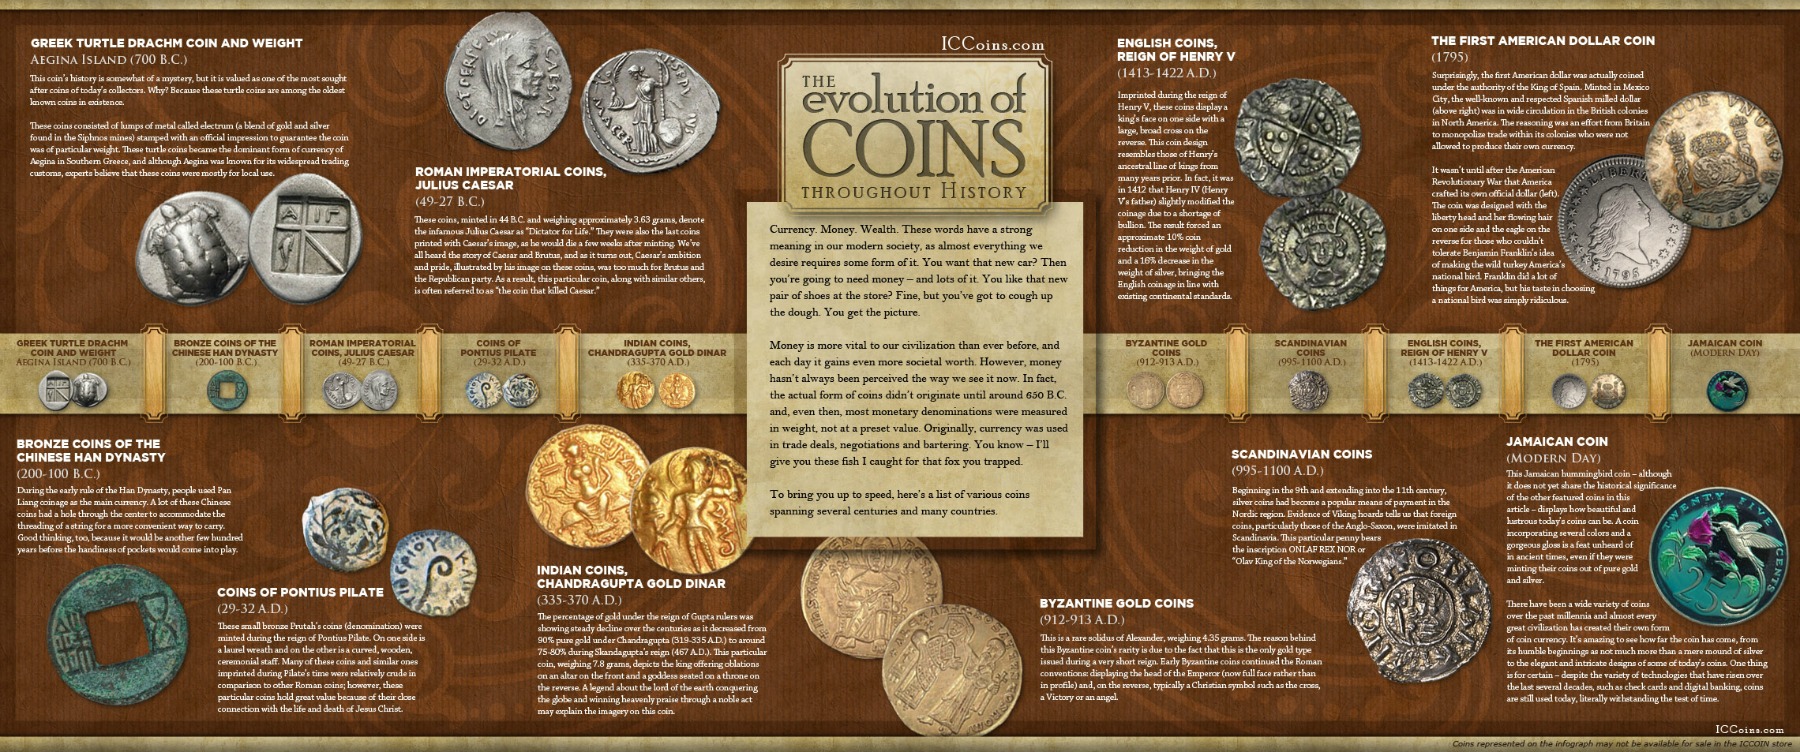 GREEK TURTLE DRACHM COIN AND WEIGHT
AEGINA ISLAND (700 B.C.)
This coin's history is somewhat of a mystery, but it is valued as one of the most sought
after coins of today's collectors. Why? Because these turtle coins are among the oldest
known coins in existence.
These coins consisted of lumps of metal called electrum (a blend of gold and silver
found in the Siphnos mines) stamped with an official impression to guarantee the coin
was of particular weight. These turtle coins became the dominant form of currency of
Aegina in Southern Greece, and although Aegina was known for its widespread trading
customs, experts believe that these coins were mostly for local use.
ROMAN IMPERATORIAL COINS,
JULIUS CAESAR
(49-27 B.C.)
These coins, minted in 44 B.C. and weighing approximately 3.63 grams, denote
the infamous Julius Caesar as "Dictator for Life." They were also the last coins
printed with Caesar's image, as he would die a few weeks after minting. We've
all heard the story of Caesar and Brutus, and as it turns out, Caesar's ambition
and pride, illustrated by his image on these coins, was too much for Brutus and
the Republican party. As a result, this particular coin, along with similar others,
is often referred to as "the coin that killed Caesar."
ICCoins.com
THE
evolution of
COINS
THROUGHOUT HISTORY
Currency. Money. Wealth. These words have a strong
meaning in our modern society, as almost everything we
desire requires some form of it. You want that new car? Then
you're going to need money – and lots of it. You like that new
pair of shoes at the store? Fine, but you've got to cough up
the dough. You get the picture.
Money is more vital to our civilization than ever before, and
each day it gains even more societal worth. However, money
hasn't always been perceived the way we see it now. In fact,
the actual form of coins didn't originate until around 650 B.C.
and, even then, most monetary denominations were measured
in weight, not at a preset value. Originally, currency was used
in trade deals, negotiations and bartering. You know – I'll
give you these fish I caught for that fox you trapped.
To bring you up to speed, here's a list of various coins
spanning several centuries and many countries.
ENGLISH COINS,
REIGN OF HENRY V
(1413-1422 A.D.)
Imprinted during the reign of
Henry V, these coins display a
king's face on one side with a
large, broad cross on the
reverse. This coin design
resembles those of Henry's
ancestral line of kings from
many years prior. In fact, it was
in 1412 that Henry IV (Henry
V's father) slightly modified the
coinage due to a shortage of
bullion. The result forced an
approximate 10% coin
reduction in the weight of gold
and a 16% decrease in the
weight of silver, bringing the
English coinage in line with
existing continental standards.
THE FIRST AMERICAN DOLLAR COIN
(1795)
Surprisingly, the first American dollar was actually coined
under the authority of the King of Spain. Minted in Mexico
City, the well-known and respected Spanish milled dollar
(above right) was in wide circulation in the British colonies
in North America. The reasoning was an effort from Britain
to monopolize trade within its colonies who were not
allowed to produce their own currency.
It wasn't until after the American
Revolutionary War that America
crafted its own official dollar (left).
The coin was designed with the
liberty head and her flowing hair
on one side and the eagle on the
reverse for those who couldn't
tolerate Benjamin Franklin's idea
of making the wild turkey America's
national bird. Franklin did a lot of
things for America, but his taste in choosing
a national bird was simply ridiculous.
GREEK TURTLE DRACHM
COIN AND WEIGHT
AEGINA ISLAND (700 B.C.)
BRONZE COINS OF THE
CHINESE HAN DYNASTY
(200-100 B.C.)
ROMAN IMPERATORIAL
COINS, JULIUS CAESAR
(49-27 B.C.)
COINS OF
PONTIUS PILATE
(29-32 A.D.)
INDIAN COINS,
CHANDRAGUPTA GOLD DINAR
(335-370 A.D.)
BYZANTINE GOLD
COINS
(912-913 A.D.)
SCANDINAVIAN
COINS
(995-1100 A.D.)
ENGLISH COINS,
REIGN OF HENRY V
(1413-1422 A.D.)
THE FIRST AMERICAN
DOLLAR COIN
(1795)
JAMAICAN COIN
(MODERN DAY)
BRONZE COINS OF THE
CHINESE HAN DYNASTY
(200-100 B.C.)
During the early rule of the Han Dynasty, people used Pan
Liang coinage as the main currency. A lot of these Chinese
coins had a hole through the center to accommodate the
threading of a string for a more convenient way to carry.
Good thinking, too, because it would be another few hundred
years before the handiness of pockets would come into play.
COINS OF PONTIUS PILATE
(29-32 A.D.)
These small bronze Prutah's coins (denomination) were
minted during the reign of Pontius Pilate. On one side is
a laurel wreath and on the other is a curved, wooden,
ceremonial staff. Many of these coins and similar ones
imprinted during Pilate's time were relatively crude in
comparison to other Roman coins; however, these
particular coins hold great value because of their close
connection with the life and death of Jesus Christ.
INDIAN COINS,
CHANDRAGUPTA GOLD DINAR
(335-370 A.D.)
The percentage of gold under the reign of Gupta rulers was
showing steady decline over the centuries as it decreased from
90% pure gold under Chandragupta (319-335 A.D.) to around
75-80% during Skandagupta's reign (467 A.D.). This particular
coin, weighing 7.8 grams, depicts the king offering oblations
on an altar on the front and a goddess seated on a throne on
the reverse. A legend about the lord of the earth conquering
the globe and winning heavenly praise through a noble act
may explain the imagery on this coin.
BYZANTINE GOLD COINS
(912-913 A.D.)
This is a rare solidus of Alexander, weighing 4.35 grams. The reason behind
this Byzantine coin's rarity is due to the fact that this is the only gold type
issued during a very short reign. Early Byzantine coins continued the Roman
conventions: displaying the head of the Emperor (now full face rather than
in profile) and, on the reverse, typically a Christian symbol such as the cross,
a Victory or an angel.
SCANDINAVIAN COINS
(995-1100 A.D.)
Beginning in the 9th and extending into the 11th century,
silver coins had become a popular means of payment in the
Nordic region. Evidence of Viking hoards tells us that foreign
coins, particularly those of the Anglo-Saxon, were imitated in
Scandinavia. This particular penny bears
the inscription ONLAF REX NOR or
"Olav King of the Norwegians."
JAMAICAN COIN
(MODERN DAY)
This Jamaican hummingbird coin – although
it does not yet share the historical significance
of the other featured coins in this
article – displays how beautiful and
lustrous today's coins can be. A coin
incorporating several colors and a
gorgeous gloss is a feat unheard of
in ancient times, even if they were
minting their coins out of pure gold
and silver.
There have been a wide variety of coins
over the past millennia and almost every
great civilization has created their own form
of coin currency. It's amazing to see how far the coin has come, from
its humble beginnings as not much more than a mere mound of silver
to the elegant and intricate designs of some of today's coins. One thing
is for certain – despite the variety of technologies that have risen over
the last several decades, such as check cards and digital banking, coins
are still used today, literally withstanding the test of time.
TWENTY FIVE
CENTS
25
LIBERTY
1795
ICCoins.com
Coins represented on the infograph may not be available for sale in the ICCOIN store